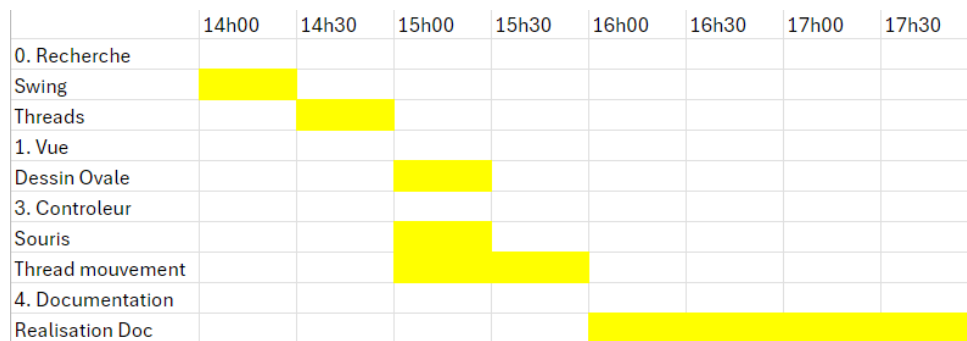 14h00 14h30 15h00 15h30 16h00 16h30 17h00 17h30
0. Recherche
Swing
Threads
1. Vue
Dessin Ovale
3. Controleur
Souris
Thread mouvement
4. Documentation
Realisation Doc